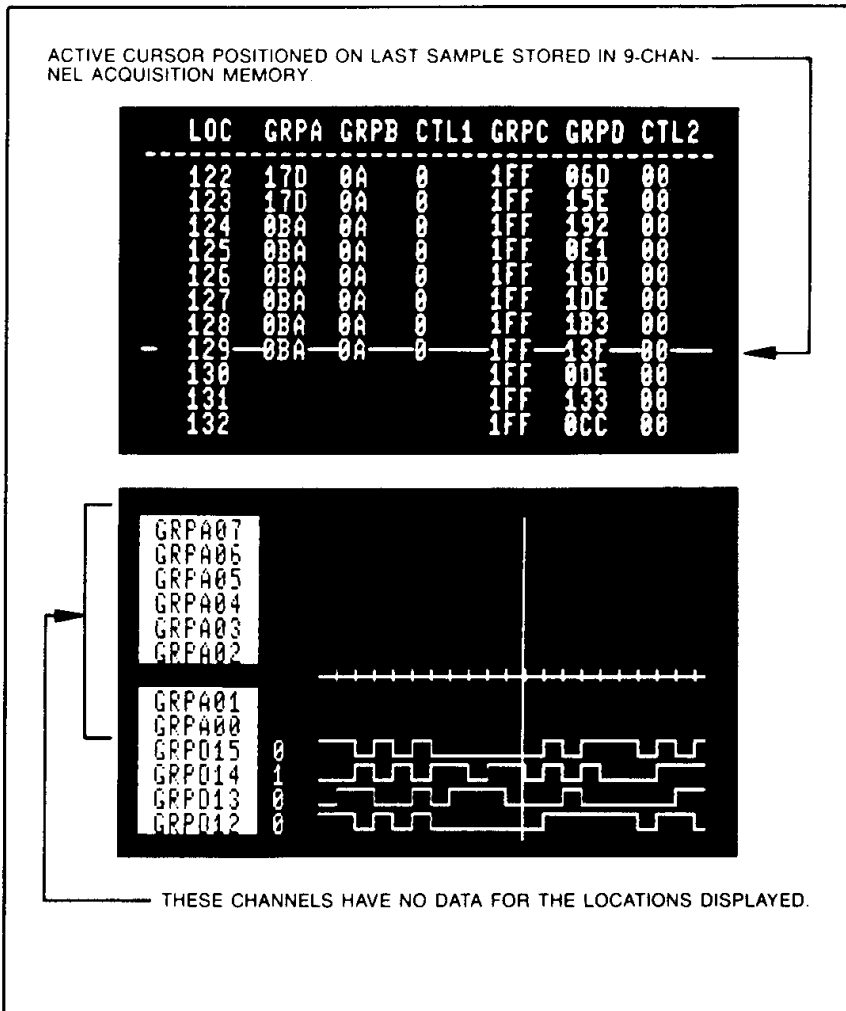 ACTIVE CURSOR POSITIONED ON LAST SAMPLE STORED IN 9-CHAN-
NEL ACQUISITION MEMORY.
LOC GRPA GRPB CTL1 GRPC GRPD CTL2
122 17D 0A 0 1FF 06D 00
123 17D 0A 0 1FF 15E 00
124 0BA 0A 0 1FF 192 00
125 0BA 0A 0 1FF 0E1 00
126 0BA 0A 0 1FF 16D 00
127 0BA 0A 0 1FF 1DE 00
128 0BA 0A 0 1FF 1B3 00
129 0BA 0A 0 1FF 13F 00
130 1FF 0DE 00
131 1FF 133 00
132 1FF 0CC 00
GRPA07
GRPA06
GRPA05
GRPA04
GRPA03
GRPA02
GRPA01
GRPA00
GRPD15 0
GRPD14 1
GRPD13 0
GRPD12 0
THESE CHANNELS HAVE NO DATA FOR THE LOCATIONS DISPLAYED.